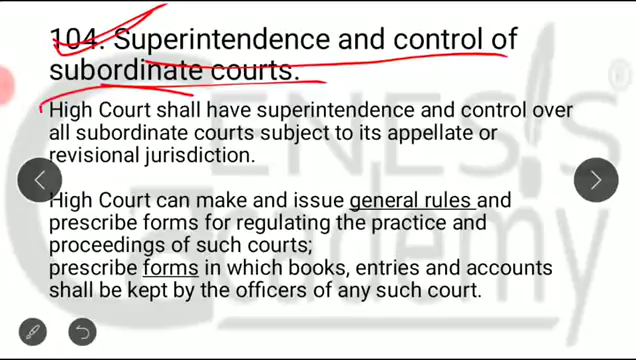 104. Superintendence and control of
subordinate courts.
High Court shall have superintendence and control over
all subordinate courts subject to its appellate or
revisional jurisdiction.
High Court can make and issue general rules and
prescribe forms for regulating the practice and
proceedings of such courts;
prescribe forms in which books, entries and accounts
shall be kept by the officers of any such court.
GENESIS
academy
®